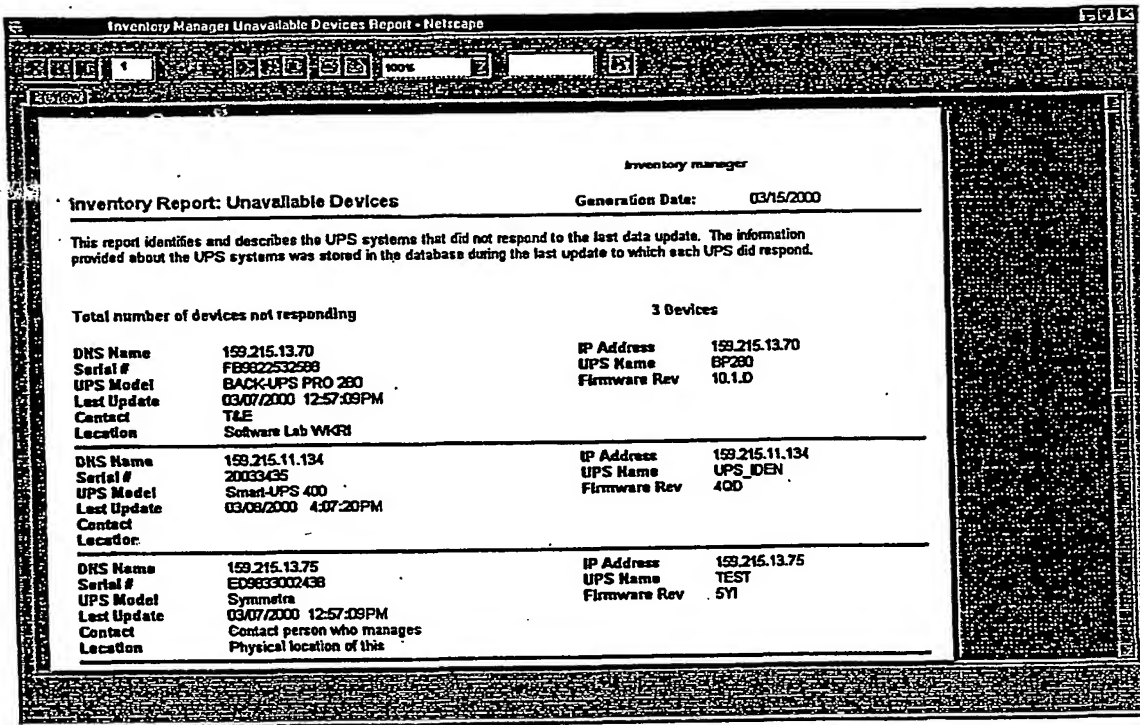 Inventory Manager Unavailable Devices Report - Netscape
1
100%
Preview
Inventory manager
Inventory Report: Unavailable Devices Generation Date: 03/15/2000
This report identifies and describes the UPS systems that did not respond to the last data update. The information
provided about the UPS systems was stored in the database during the last update to which each UPS did respond.
Total number of devices not responding 3 Devices
DNS Name 159.215.13.70 IP Address 159.215.13.70
Serial # FB9822532588 UPS Name BP280
UPS Model BACK-UPS PRO 280 Firmware Rev 10.1.D
Last Update 03/07/2000 12:57:09PM
Contact T&E
Location Software Lab WKRI
DNS Name 159.215.11.134 IP Address 159.215.11.134
Serial # 20033435 UPS Name UPS_IDEN
UPS Model Smart-UPS 400 Firmware Rev 4QD
Last Update 03/08/2000 4:07:20PM
Contact
Location
DNS Name 159.215.13.75 IP Address 159.215.13.75
Serial # ED9833002438 UPS Name TEST
UPS Model Symmetra Firmware Rev 5YI
Last Update 03/07/2000 12:57:09PM
Contact Contact person who manages
Location Physical location of this